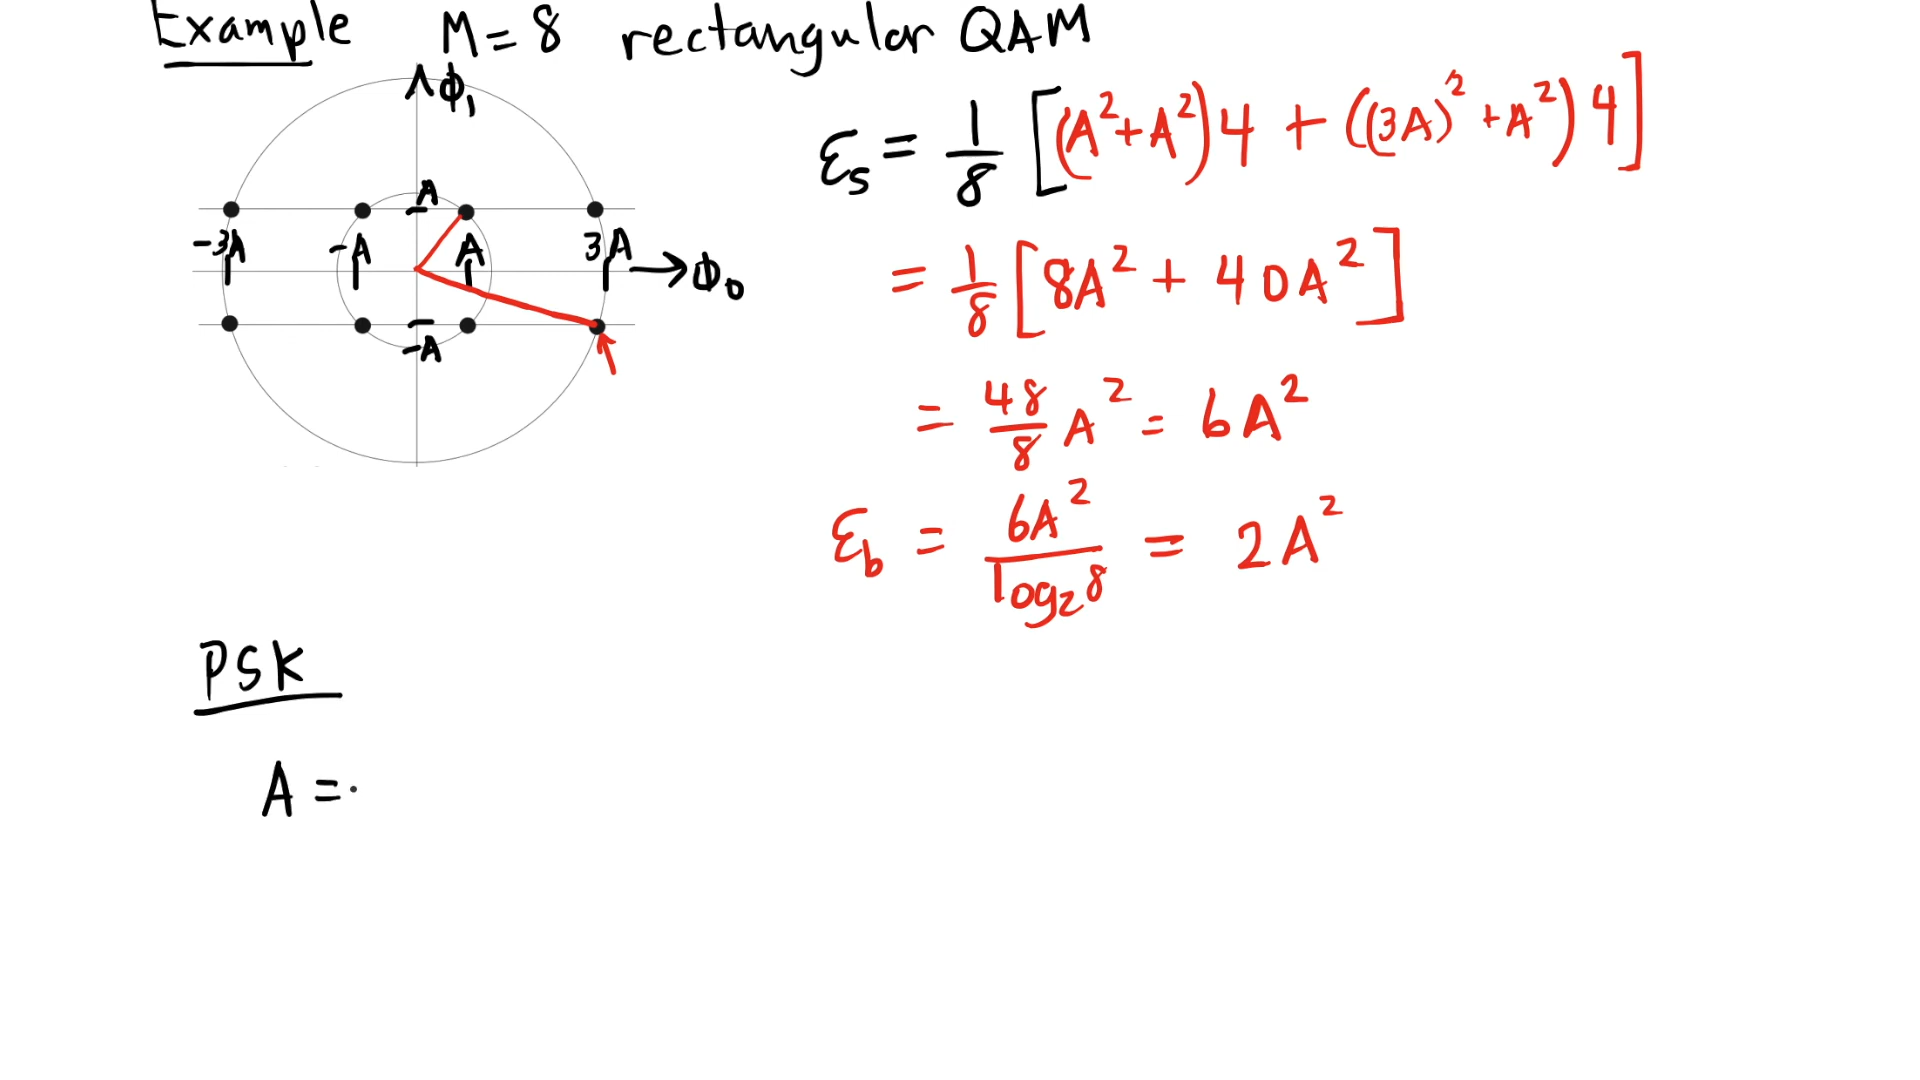 Example M = 8 rectangular QAM
ϕ₁
A
-3A -A A 3A → ϕ₀
-A
ℰs = 1/8 [(A² + A²)4 + ((3A)² + A²)4]
= 1/8 [8A² + 40A²]
= 48/8 A² = 6A²
ℰb = 6A² / log₂8 = 2A²
PSK
A =